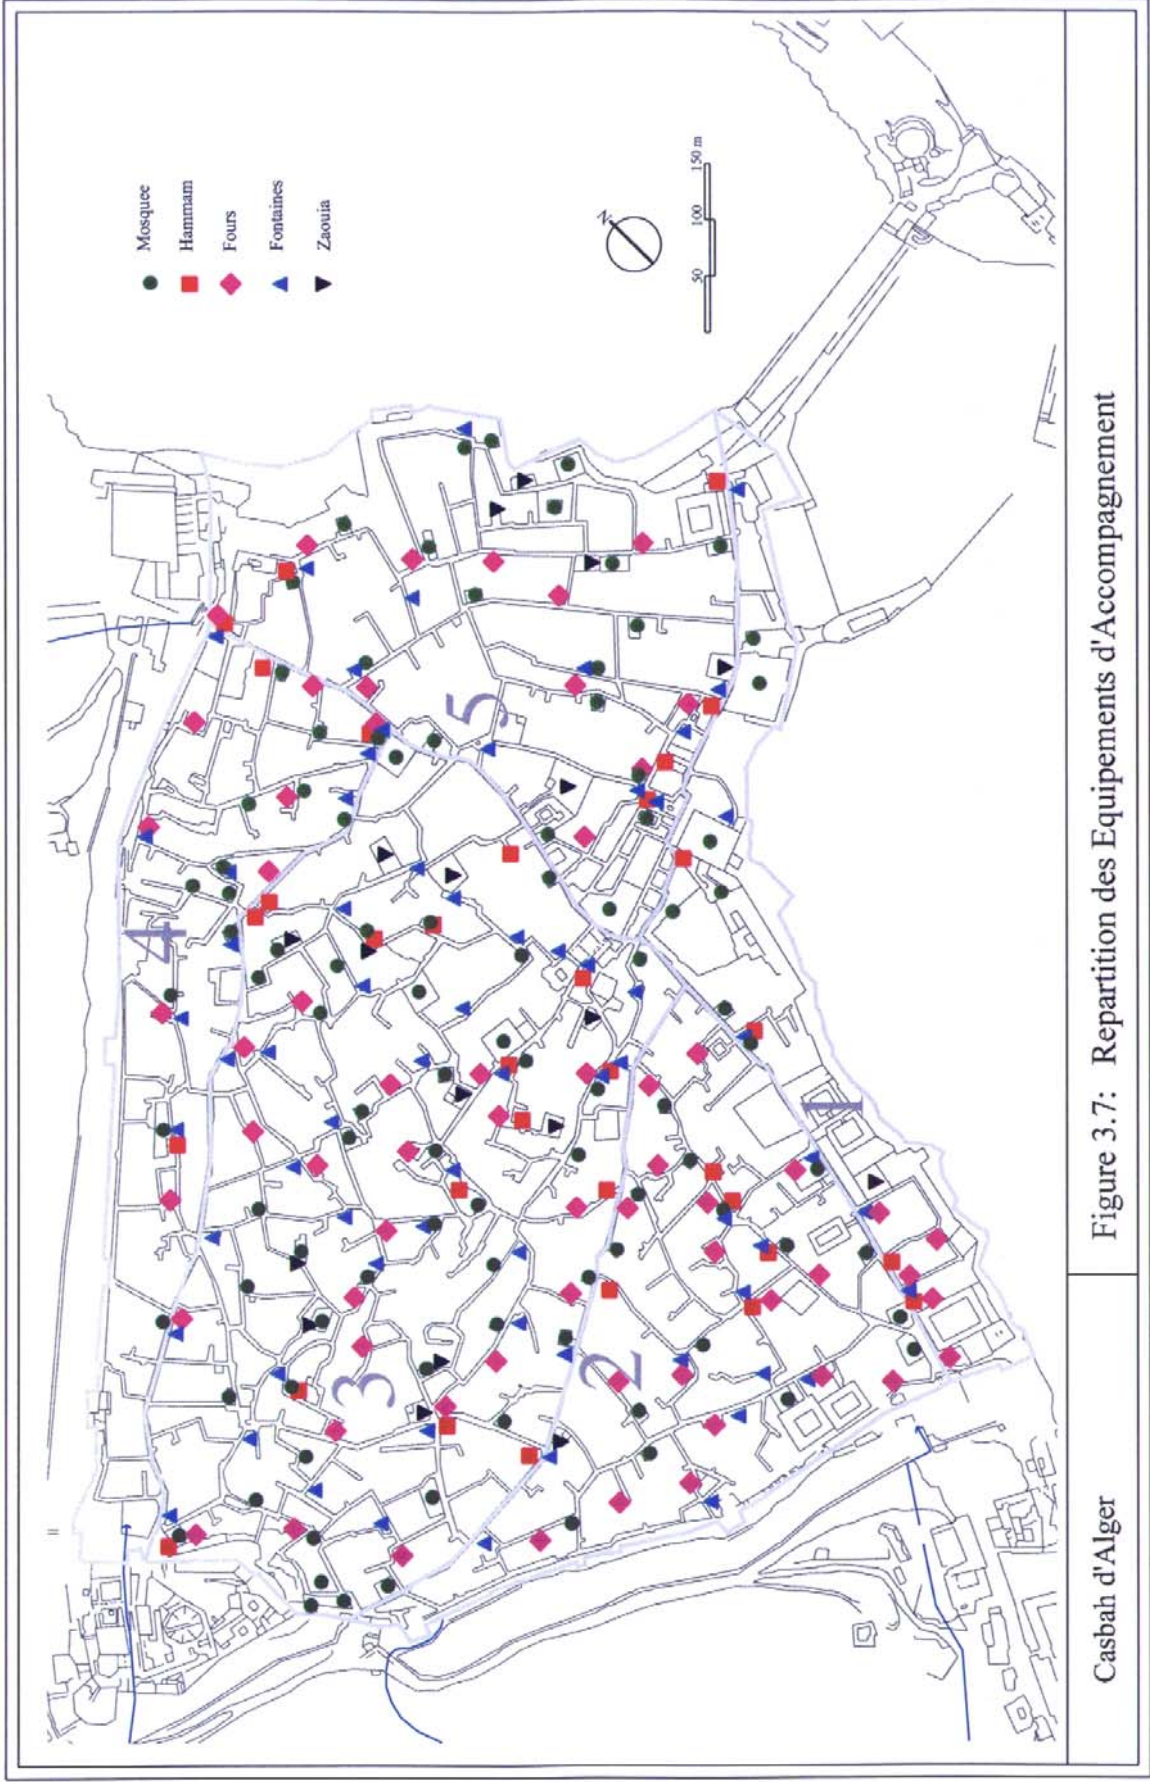 Mosquee
Hammam
Fours
Fontaines
Zaouia
N
50 100 150 m
1
2
3
4
5
Casbah d'Alger
Figure 3.7: Repartition des Equipements d'Accompagnement